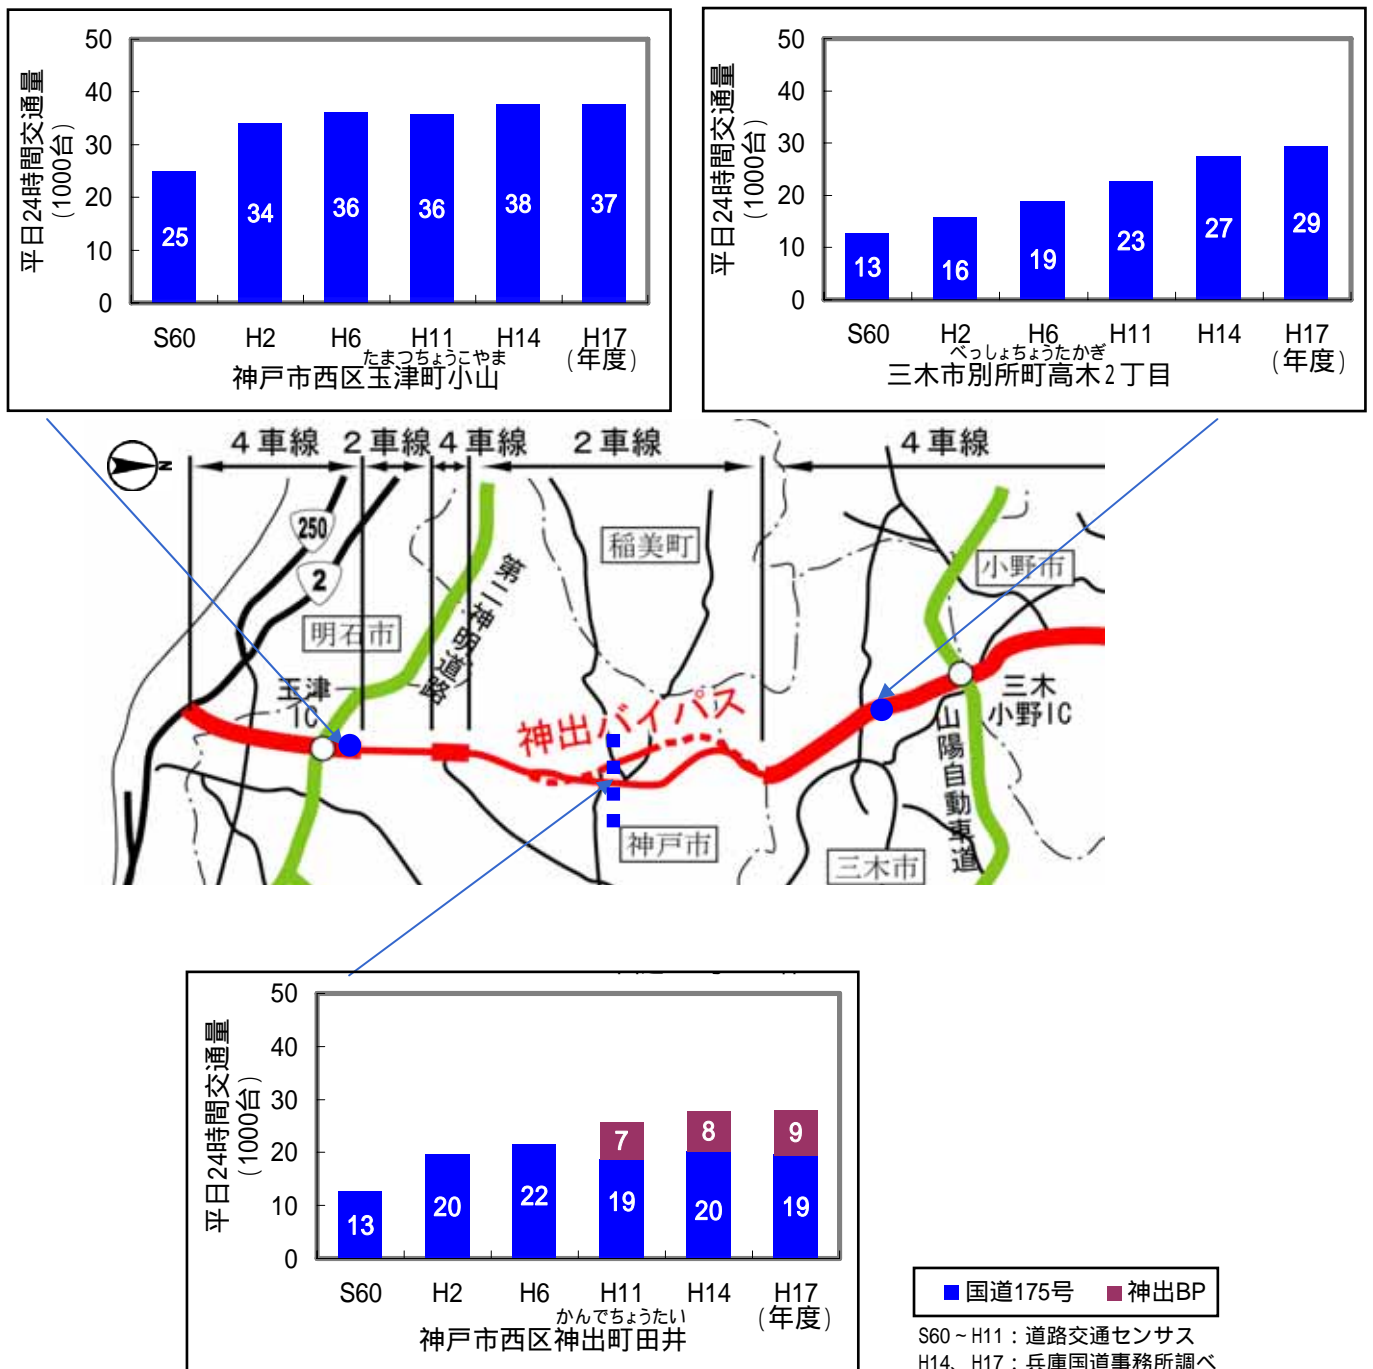 平日24時間交通量
(1000台)
50
40
30
20
10
0
25
34
36
36
38
37
S60 H2 H6 H11 H14 H17
(年度)
たまつちょうこやま
神戸市西区玉津町小山
平日24時間交通量
(1000台)
50
40
30
20
10
0
13
16
19
23
27
29
S60 H2 H6 H11 H14 H17
(年度)
べっしょちょうたかぎ
三木市別所町高木2丁目
4車線 2車線 4車線 2車線 4車線
N
250
2
明石市
玉津
IC
第二神明道路
稲美町
神出バイパス
神戸市
小野市
三木
小野IC
山陽自動車道
三木市
平日24時間交通量
(1000台)
50
40
30
20
10
0
7
8
9
13
20
22
19
20
19
S60 H2 H6 H11 H14 H17
(年度)
かんでちょうたい
神戸市西区神出町田井
国道175号 神出BP
S60~H11:道路交通センサス
H14、H17:兵庫国道事務所調べ